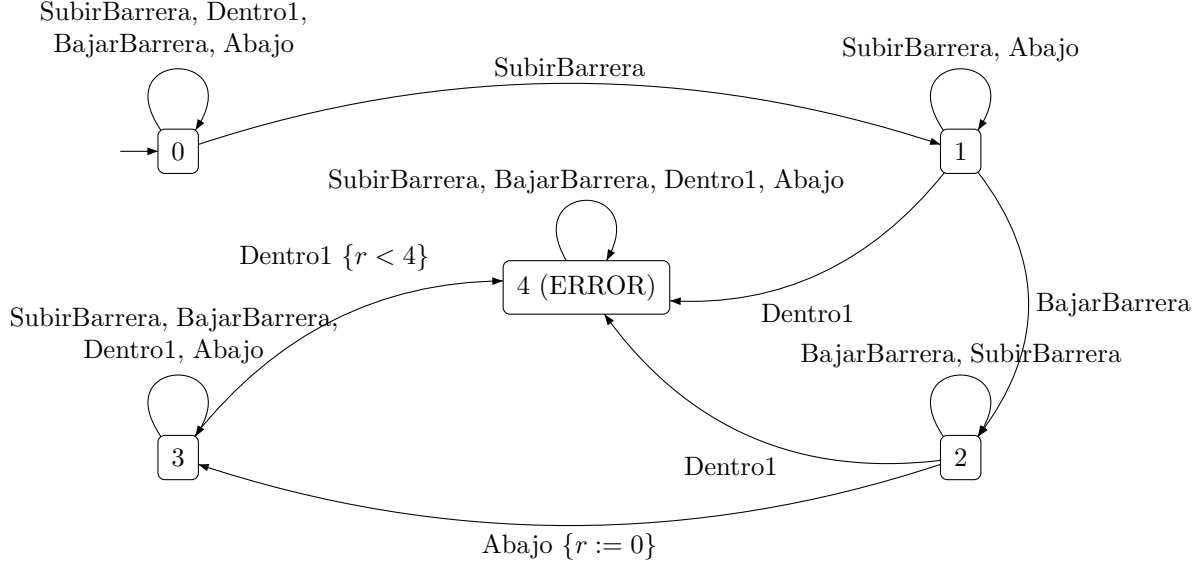 SubirBarrera, Dentro1,
BajarBarrera, Abajo
SubirBarrera
SubirBarrera, Abajo
0
1
SubirBarrera, BajarBarrera, Dentro1, Abajo
Dentro1 {r < 4}
4 (ERROR)
Dentro1
BajarBarrera
SubirBarrera, BajarBarrera,
Dentro1, Abajo
BajarBarrera, SubirBarrera
3
2
Dentro1
Abajo {r := 0}